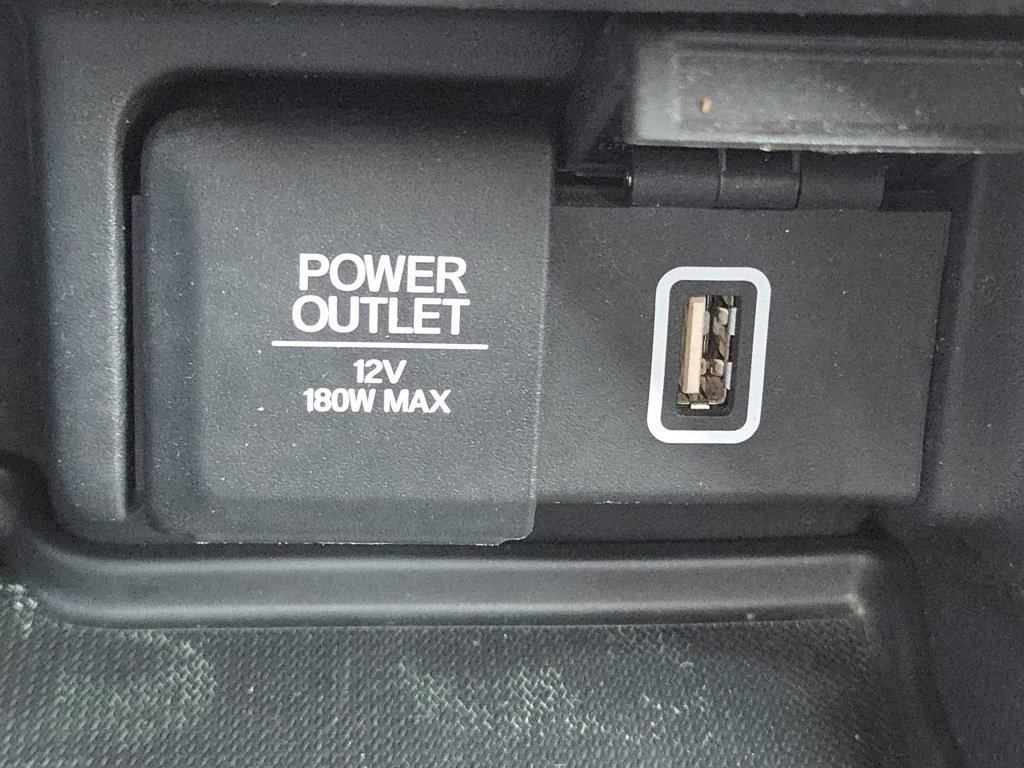 POWER
OUTLET
12V
180W MAX